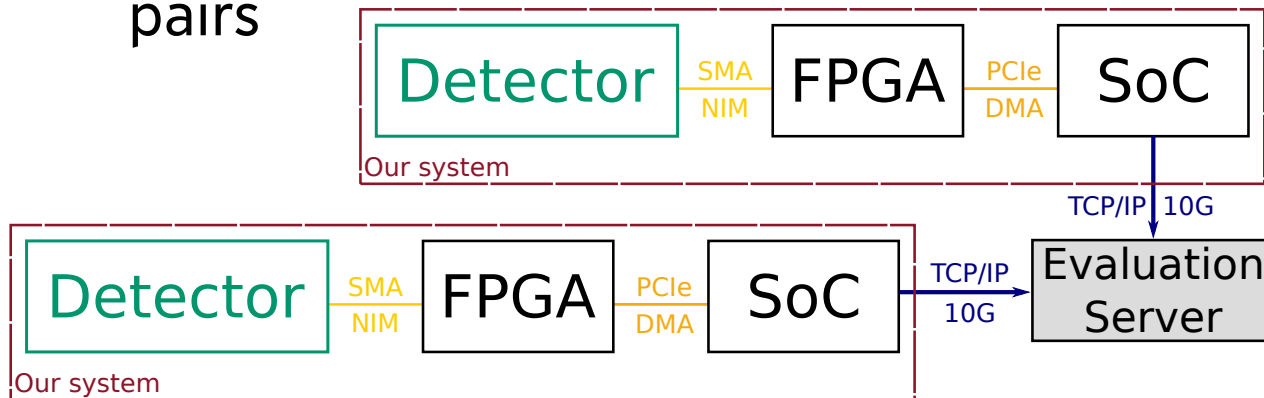 pairs
Detector
SMA
NIM
FPGA
PCIe
DMA
SoC
Our system
TCP/IP 10G
Detector
SMA
NIM
FPGA
PCIe
DMA
SoC
TCP/IP
10G
Evaluation
Server
Our system